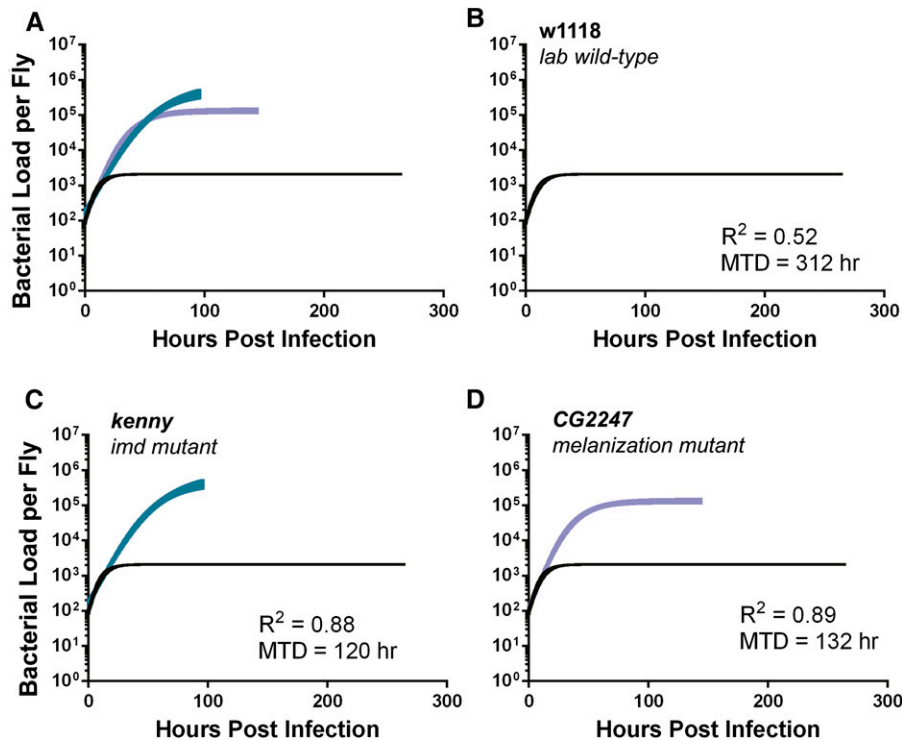 A
Bacterial Load per Fly
10⁷
10⁶
10⁵
10⁴
10³
10²
10¹
10⁰
0 100 200 300
Hours Post Infection
B
w1118
lab wild-type
10⁷
10⁶
10⁵
10⁴
10³
10²
10¹
10⁰
R² = 0.52
MTD = 312 hr
0 100 200 300
Hours Post Infection
C
kenny
imd mutant
Bacterial Load per Fly
10⁷
10⁶
10⁵
10⁴
10³
10²
10¹
10⁰
R² = 0.88
MTD = 120 hr
0 100 200 300
Hours Post Infection
D
CG2247
melanization mutant
10⁷
10⁶
10⁵
10⁴
10³
10²
10¹
10⁰
R² = 0.89
MTD = 132 hr
0 100 200 300
Hours Post Infection